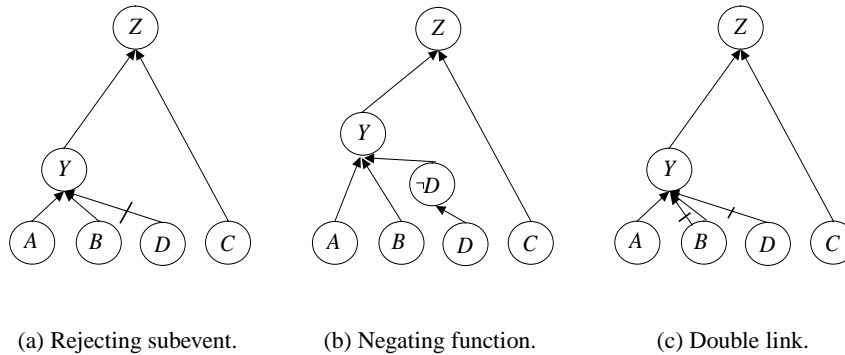 Z Z Z
Y Y Y
¬D
A B D C A B D C A B D C
(a) Rejecting subevent. (b) Negating function. (c) Double link.